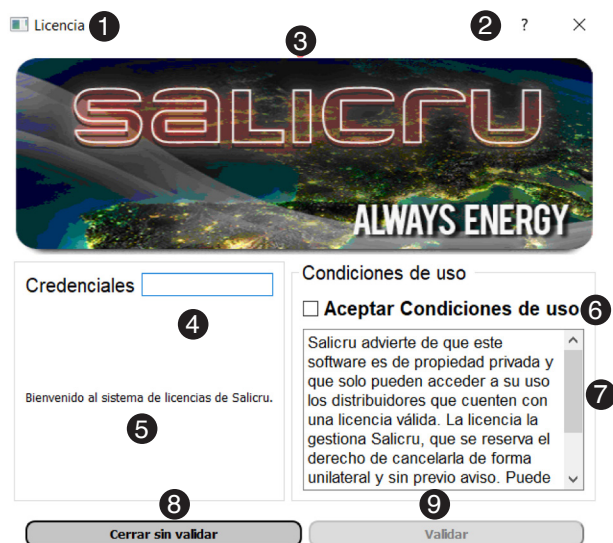 Licencia 1
2 ?
3
SALICRU
ALWAYS ENERGY
Credenciales
4
Bienvenido al sistema de licencias de Salicru.
5
Condiciones de uso
Aceptar Condiciones de uso 6
Salicru advierte de que este
software es de propiedad privada y
que solo pueden acceder a su uso
los distribuidores que cuenten con
una licencia válida. La licencia la
gestiona Salicru, que se reserva el
derecho de cancelarla de forma
unilateral y sin previo aviso. Puede
7
8
9
Cerrar sin validar
Validar